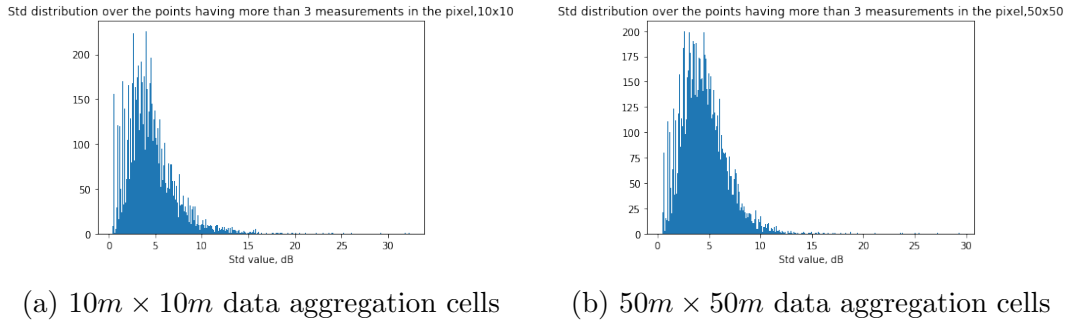 Std distribution over the points having more than 3 measurements in the pixel,10x10
200
150
100
50
0
0 5 10 15 20 25 30
Std value, dB
(a) 10m × 10m data aggregation cells
Std distribution over the points having more than 3 measurements in the pixel,50x50
200
175
150
125
100
75
50
25
0
0 5 10 15 20 25 30
Std value, dB
(b) 50m × 50m data aggregation cells